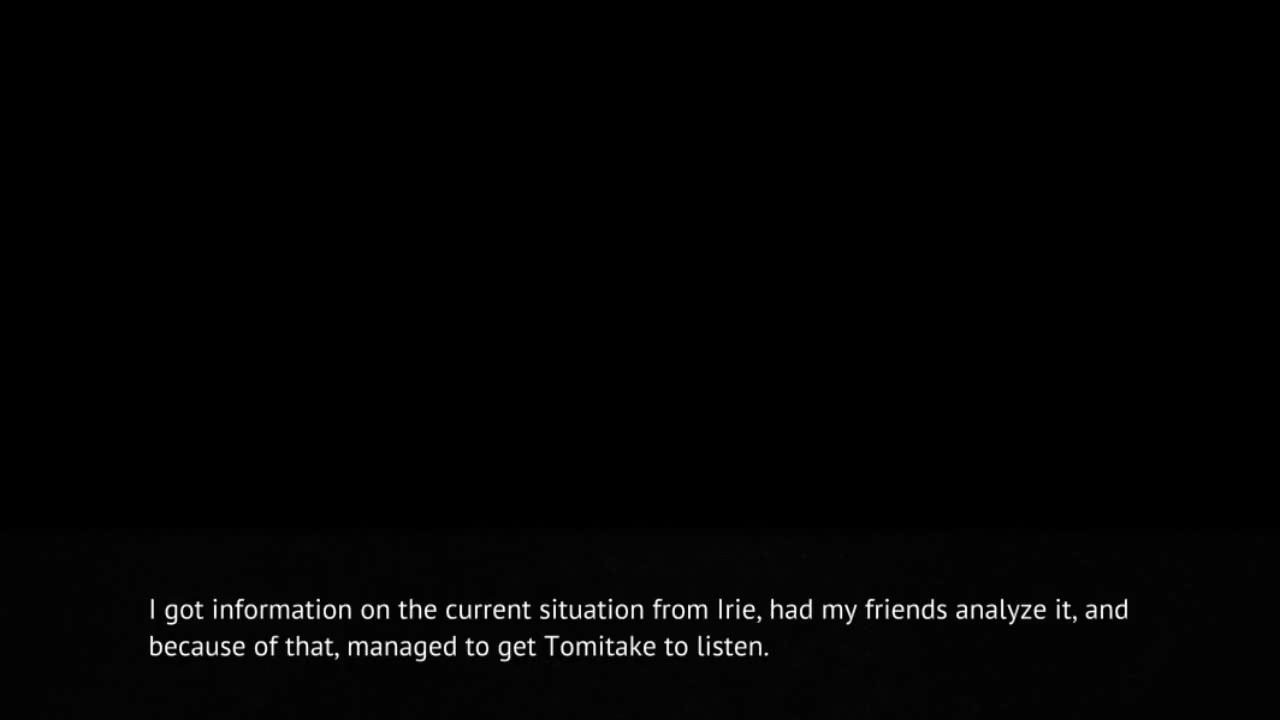 I got information on the current situation from Irie, had my friends analyze it, and
because of that, managed to get Tomitake to listen.